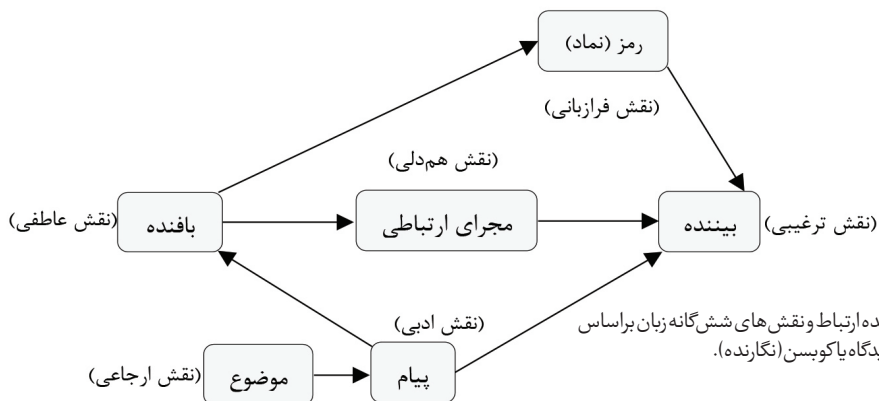 رمز (نماد)
(نقش فرازبانی)
(نقش هم‌دلی)
(نقش ترغیبی)
بیننده
مجرای ارتباطی
بافنده
(نقش عاطفی)
ارتباط و نقش‌های شش‌گانه زبان براساس
یاکوبسن (نگارنده).
(نقش ادبی)
پیام
موضوع
(نقش ارجاعی)